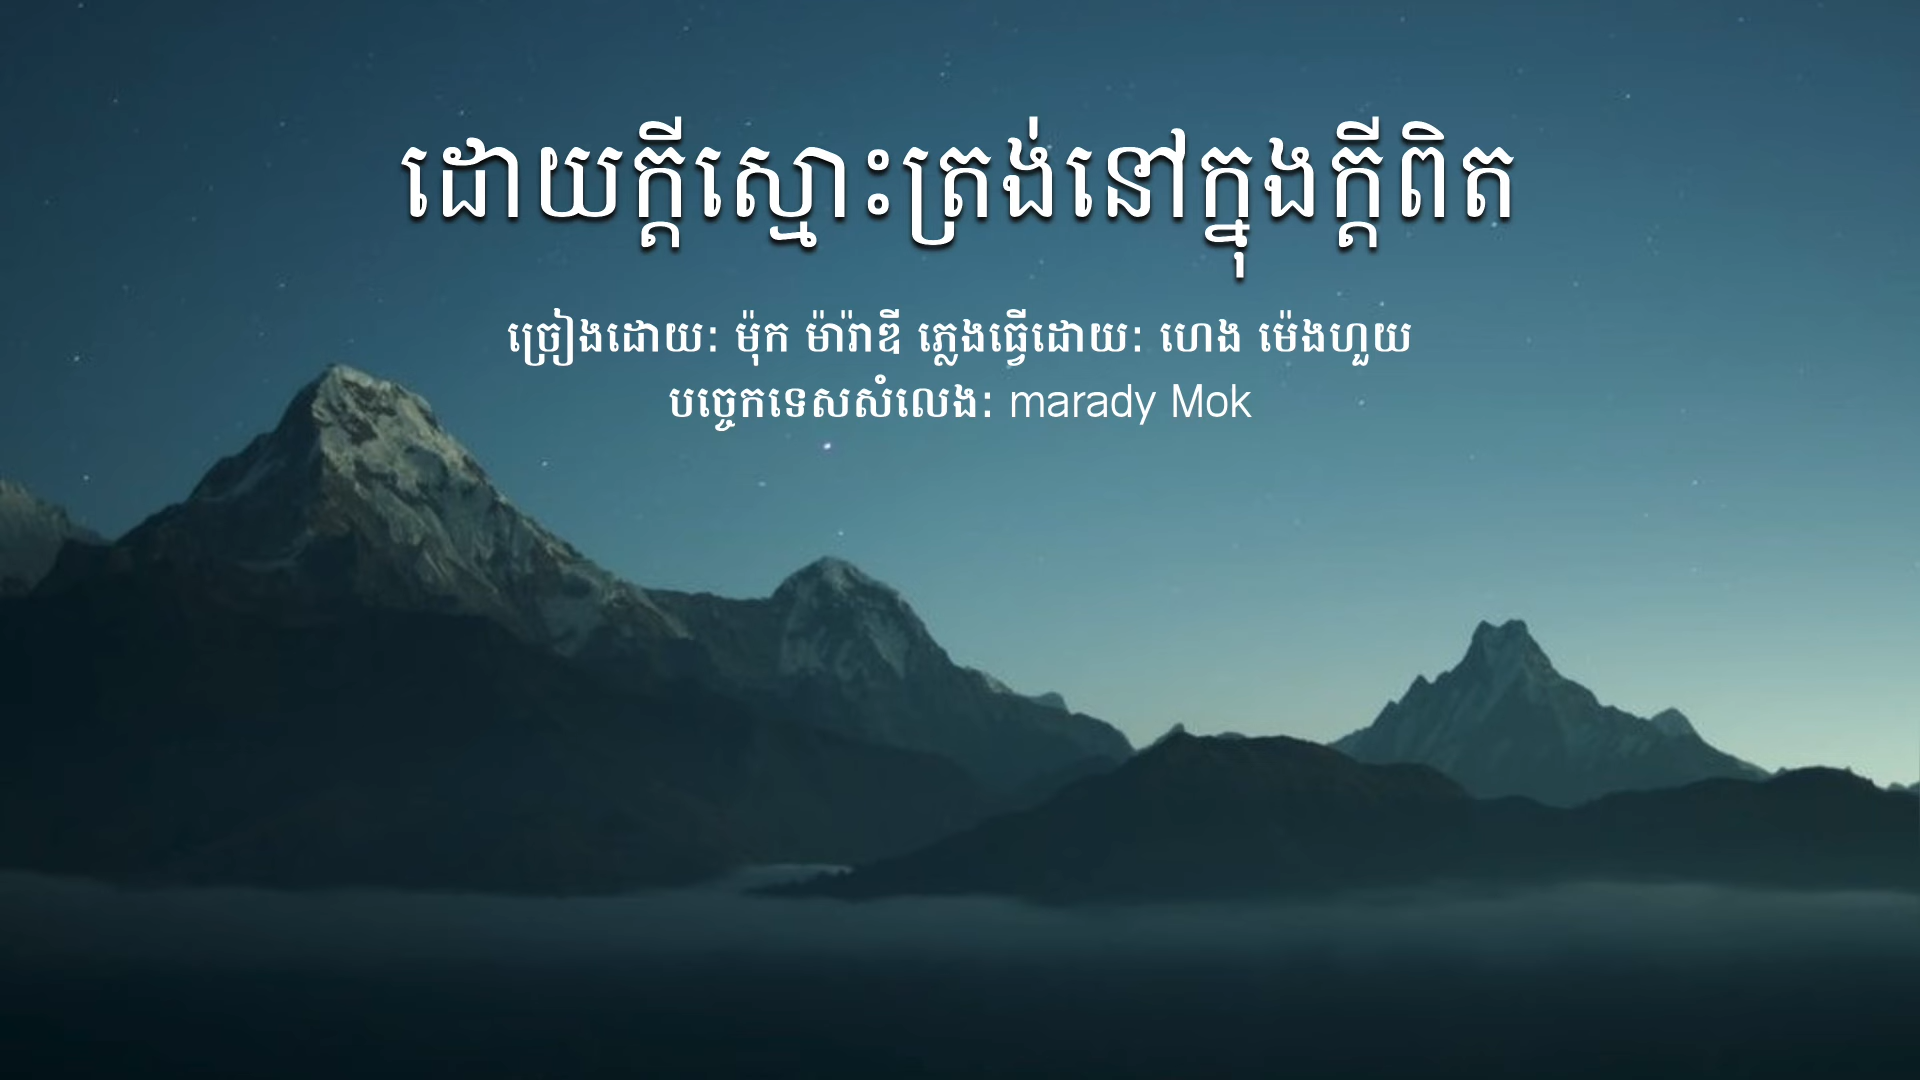 ដោយក្ដីស្មោះត្រង់នៅក្នុងក្ដីពិត
ច្រៀងដោយ: ម៉ុក ម៉ារ៉ាឌី ភ្លេងធ្វើដោយ: ហេង ម៉េងហួយ
បច្ចេកទេសសំលេង: marady Mok